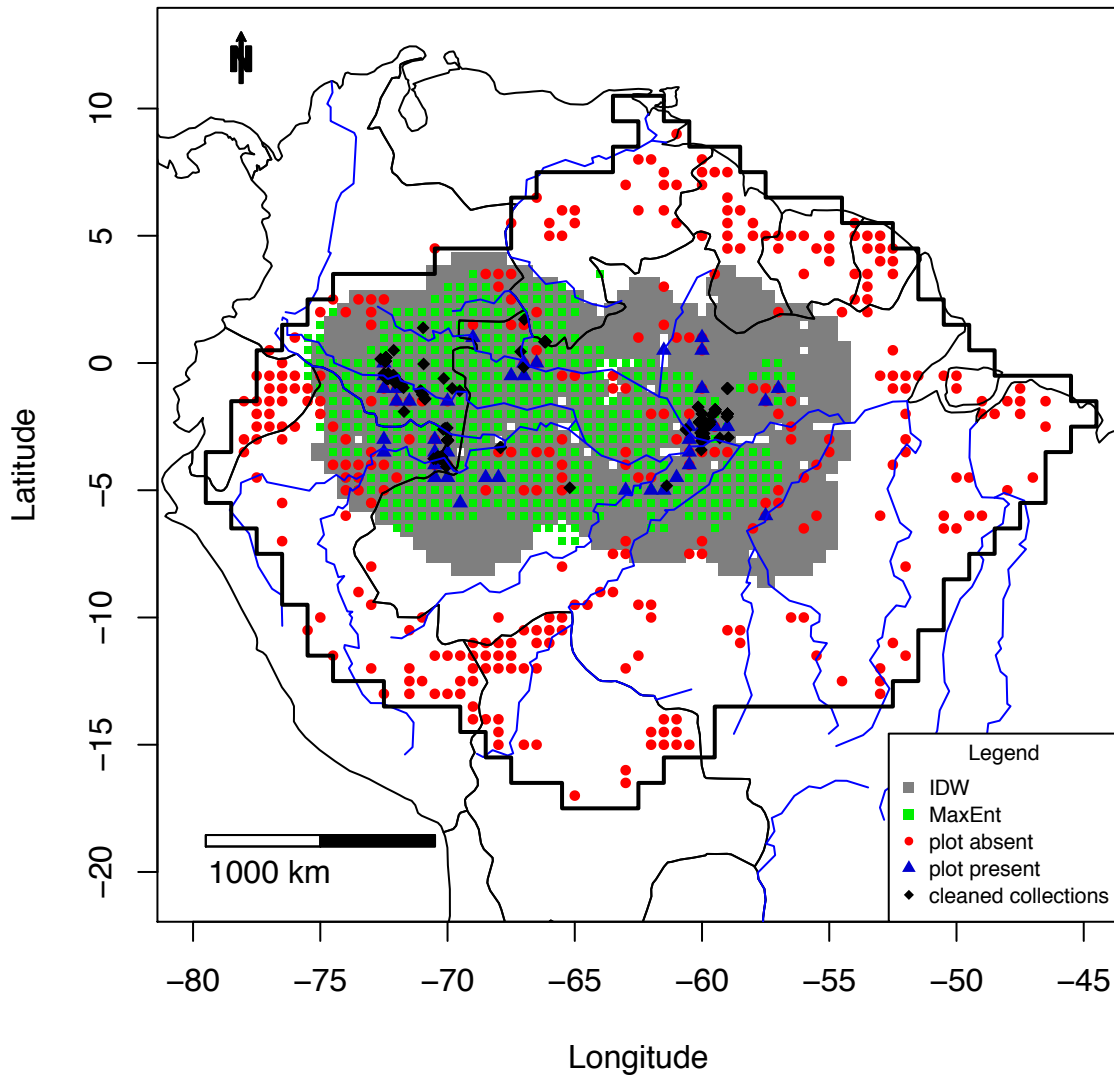 N
Latitude
10
5
0
−5
−10
−15
−20
1000 km
Legend
IDW
MaxEnt
plot absent
plot present
cleaned collections
−80 −75 −70 −65 −60 −55 −50 −45
Longitude